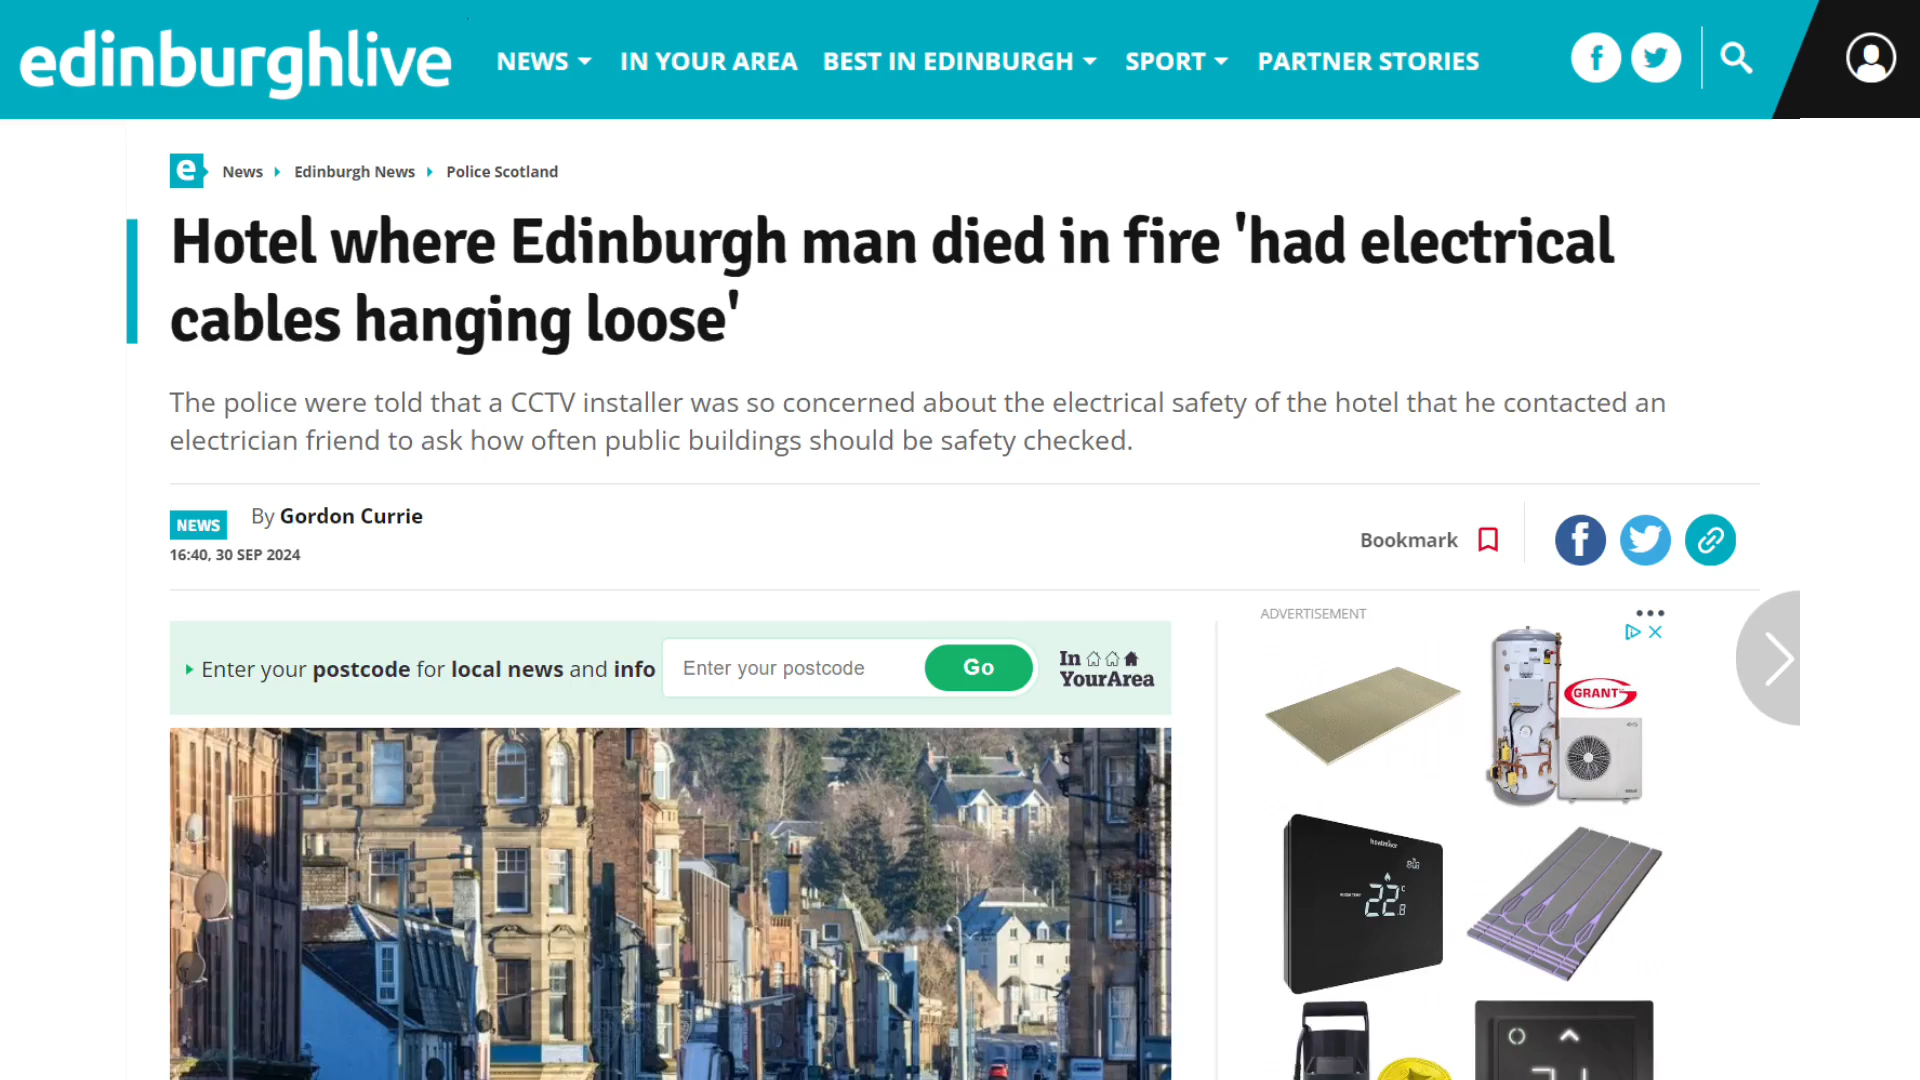 edinburghlive
NEWS IN YOUR AREA BEST IN EDINBURGH SPORT PARTNER STORIES
e News Edinburgh News Police Scotland
Hotel where Edinburgh man died in fire 'had electrical
cables hanging loose'
The police were told that a CCTV installer was so concerned about the electrical safety of the hotel that he contacted an
electrician friend to ask how often public buildings should be safety checked.
NEWS By Gordon Currie
16:40, 30 SEP 2024
Bookmark
ADVERTISEMENT
Enter your postcode for local news and info Enter your postcode Go In
YourArea
GRANT
heatmiser
22